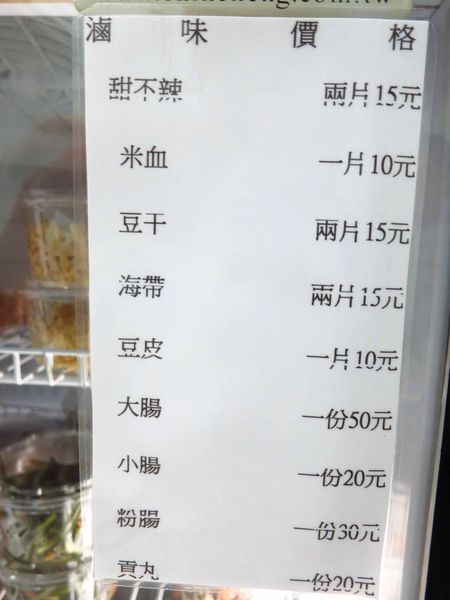 滷味價格
甜不辣 兩片15元
米血 一片10元
豆干 兩片15元
海帶 兩片15元
豆皮 一片10元
大腸 一份50元
小腸 一份20元
粉腸 一份30元
貢丸 一份20元